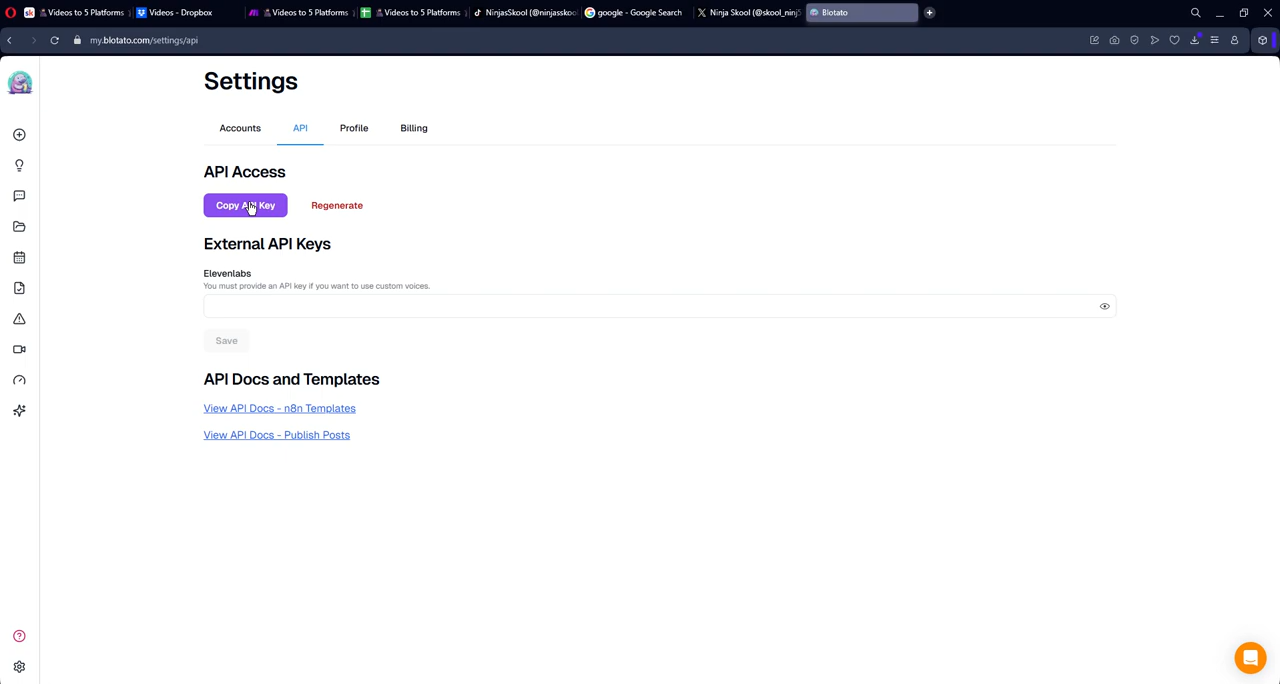 Videos to 5 Platforms
Videos - Dropbox
Videos to 5 Platforms
Videos to 5 Platforms
NinjasSkool (@ninjasskoo
google - Google Search
Ninja Skool (@skool_ninj
Blotato
my.blotato.com/settings/api
Settings
Accounts
API
Profile
Billing
API Access
Copy API Key
Regenerate
External API Keys
Elevenlabs
You must provide an API key if you want to use custom voices.
Save
API Docs and Templates
View API Docs - n8n Templates
View API Docs - Publish Posts